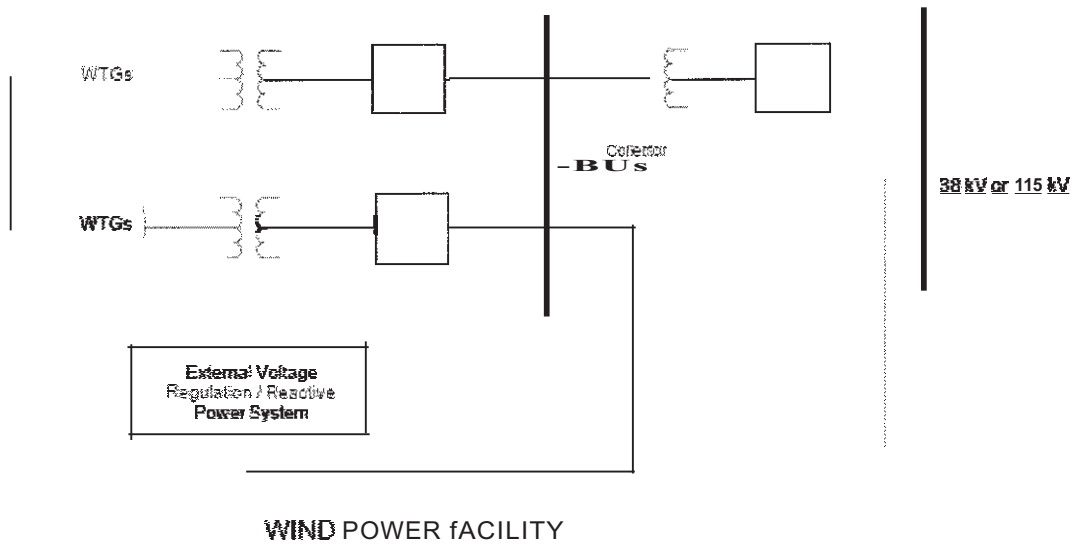 WTGs
Collector
-BUs
38 kV or 115 kV
WTGs
External Voltage
Regulation / Reactive
Power System
WIND POWER fACILITY